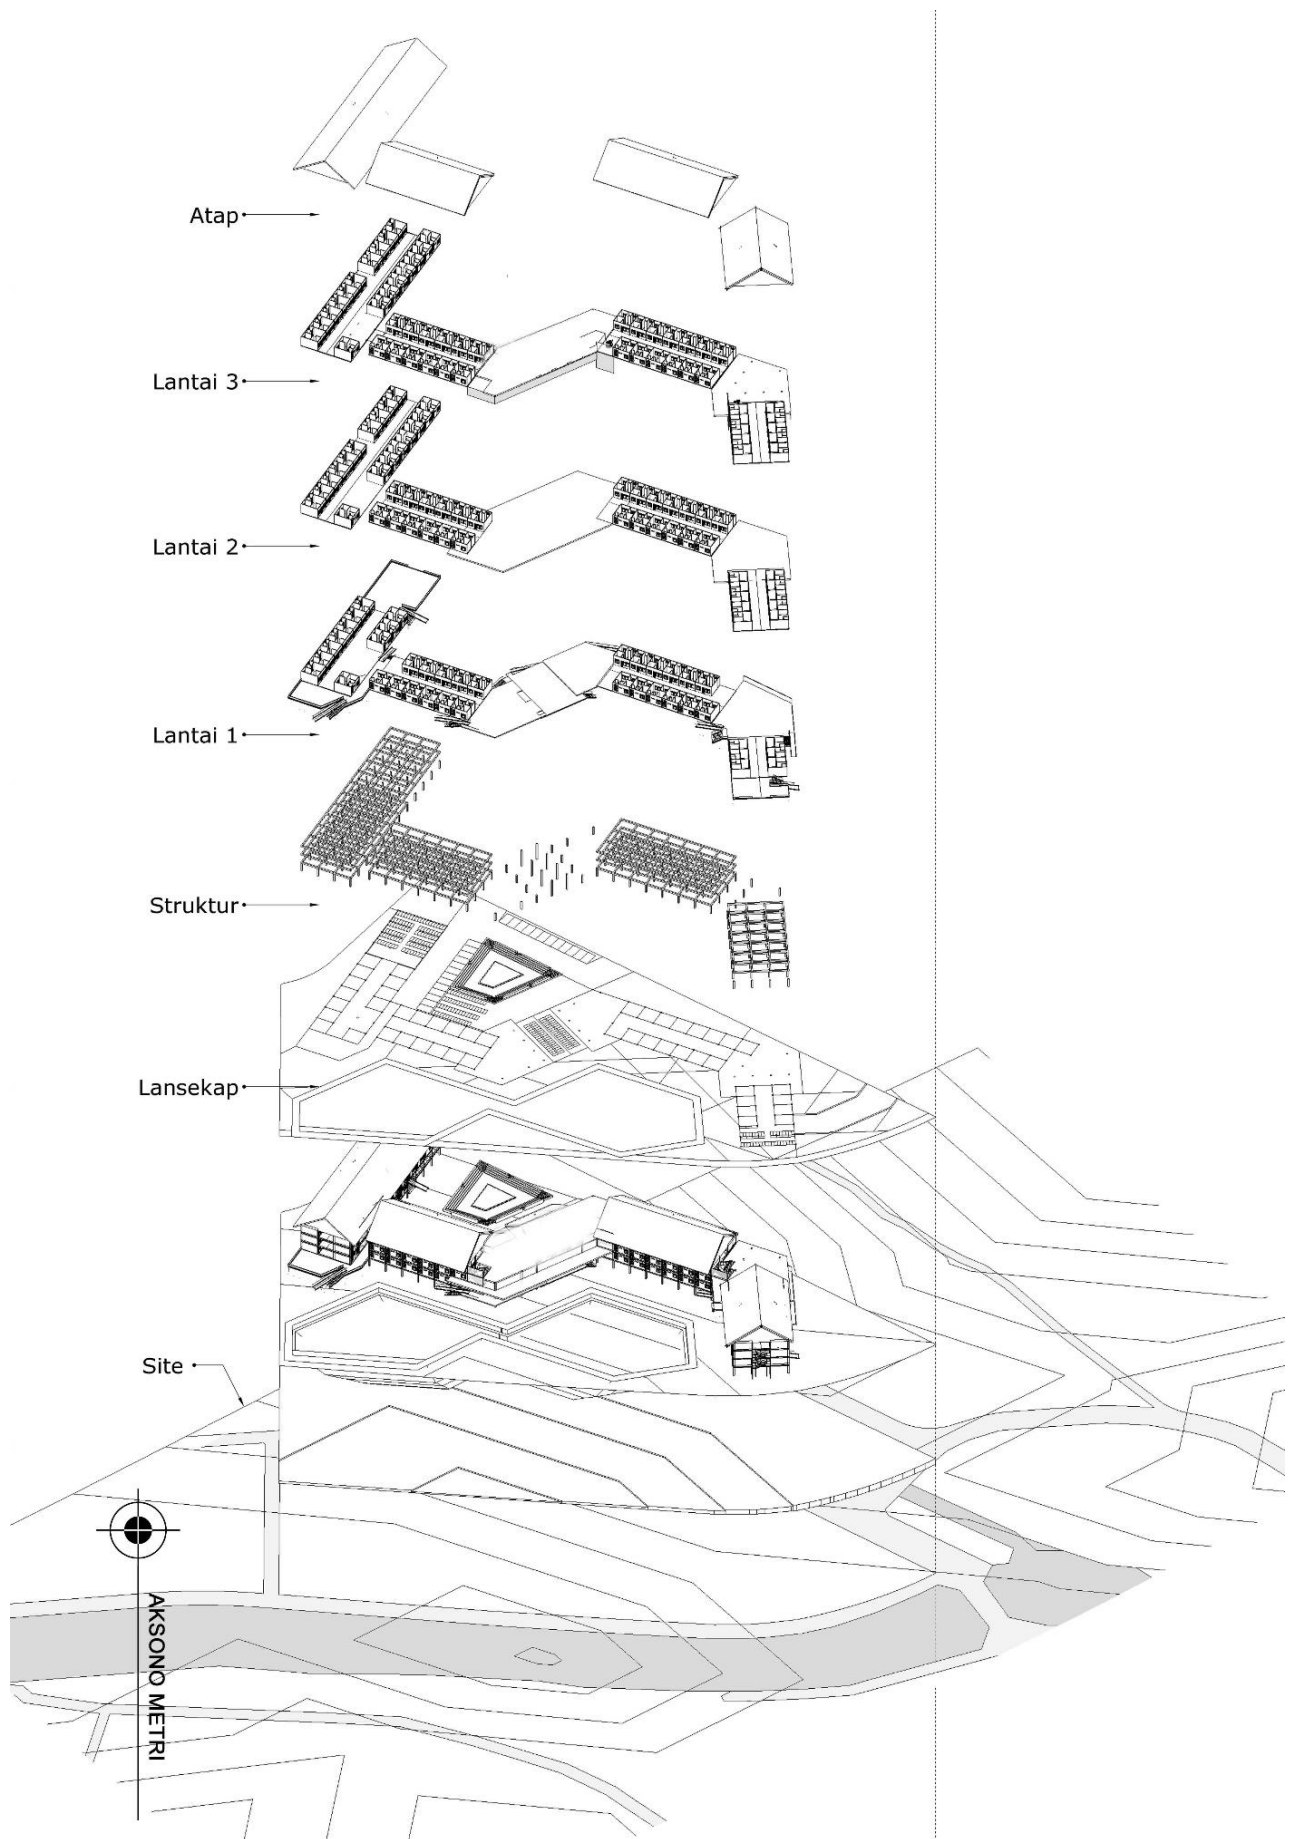 Atap
Lantai 3
Lantai 2
Lantai 1
Struktur
Lansekap
Site
AKSONO METRI